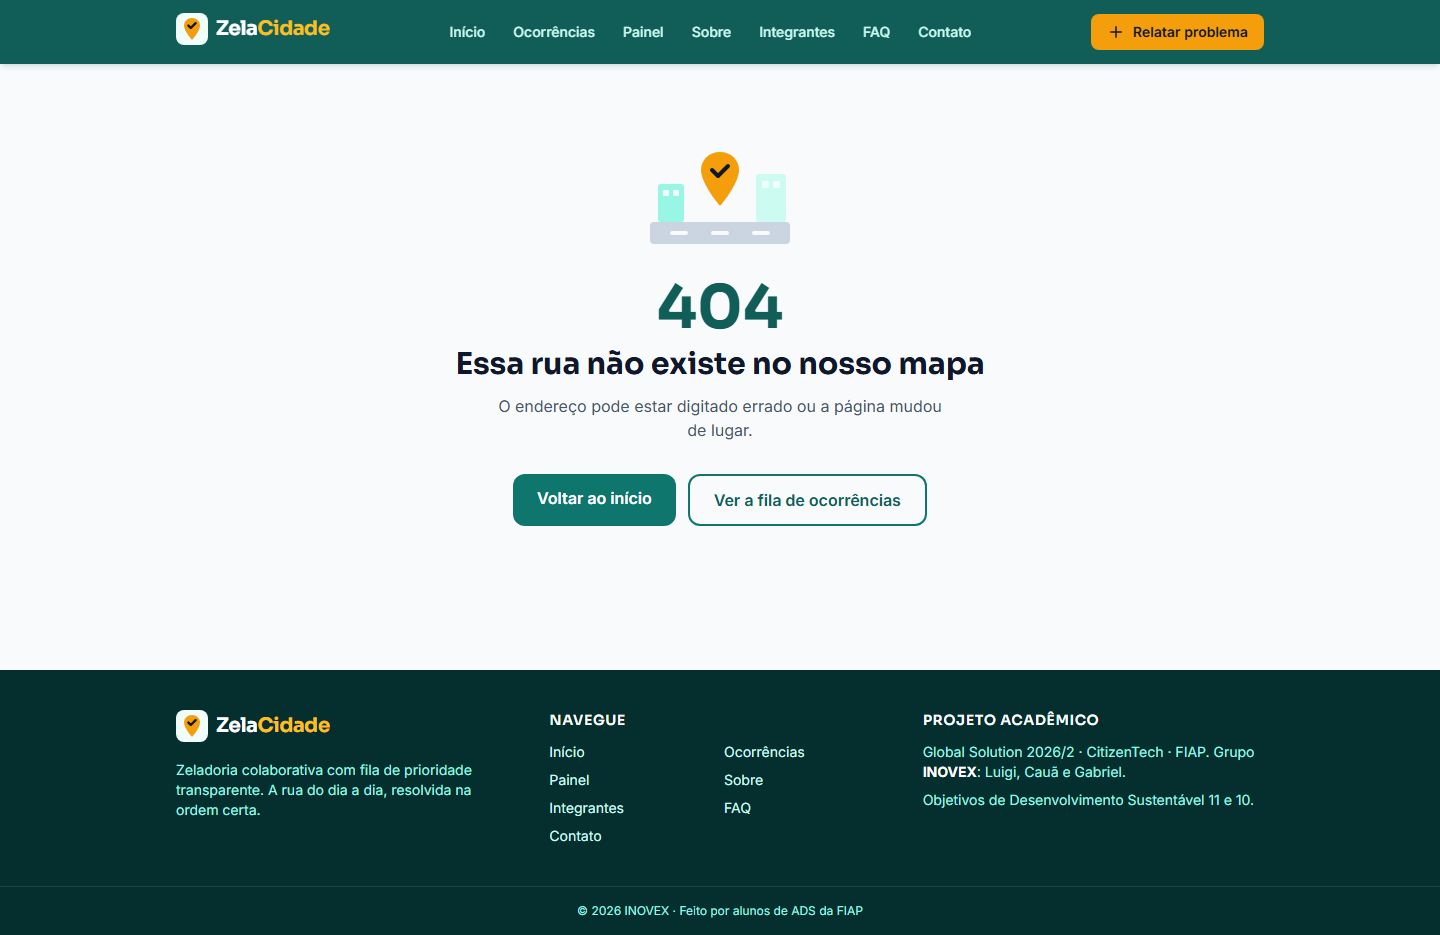 ZelaCidade
Início
Ocorrências
Painel
Sobre
Integrantes
FAQ
Contato
Relatar problema
404
Essa rua não existe no nosso mapa
O endereço pode estar digitado errado ou a página mudou
de lugar.
Voltar ao início
Ver a fila de ocorrências
ZelaCidade
Zeladoria colaborativa com fila de prioridade
transparente. A rua do dia a dia, resolvida na
ordem certa.
NAVEGUE
Início
Ocorrências
Painel
Sobre
Integrantes
FAQ
Contato
PROJETO ACADÊMICO
Global Solution 2026/2 · CitizenTech · FIAP. Grupo
INOVEX: Luigi, Cauã e Gabriel.
Objetivos de Desenvolvimento Sustentável 11 e 10.
© 2026 INOVEX · Feito por alunos de ADS da FIAP